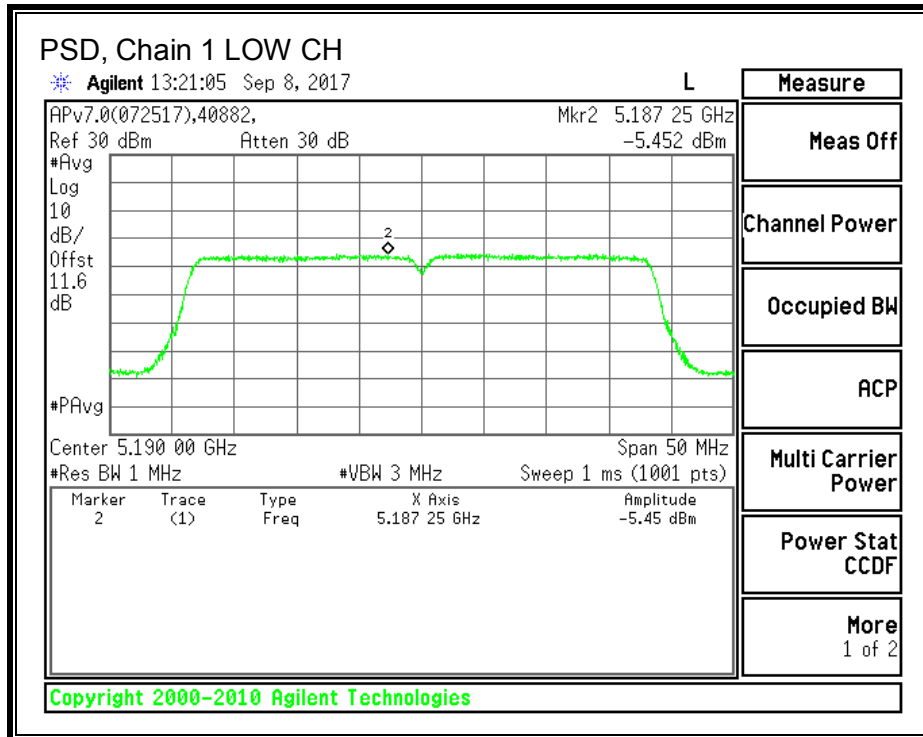 PSD, Chain 1 LOW CH
Agilent 13:21:05 Sep 8, 2017 L
APv7.0(072517),40882, Mkr2 5.187 25 GHz
Ref 30 dBm Atten 30 dB -5.452 dBm
#Avg
Log
10
dB/
Offst
11.6
dB
2
#PAvg
Center 5.190 00 GHz Span 50 MHz
#Res BW 1 MHz #VBW 3 MHz Sweep 1 ms (1001 pts)
Marker Trace Type X Axis Amplitude
2 (1) Freq 5.187 25 GHz -5.45 dBm
Measure
Meas Off
Channel Power
Occupied BW
ACP
Multi Carrier
Power
Power Stat
CCDF
More
1 of 2
Copyright 2000-2010 Agilent Technologies